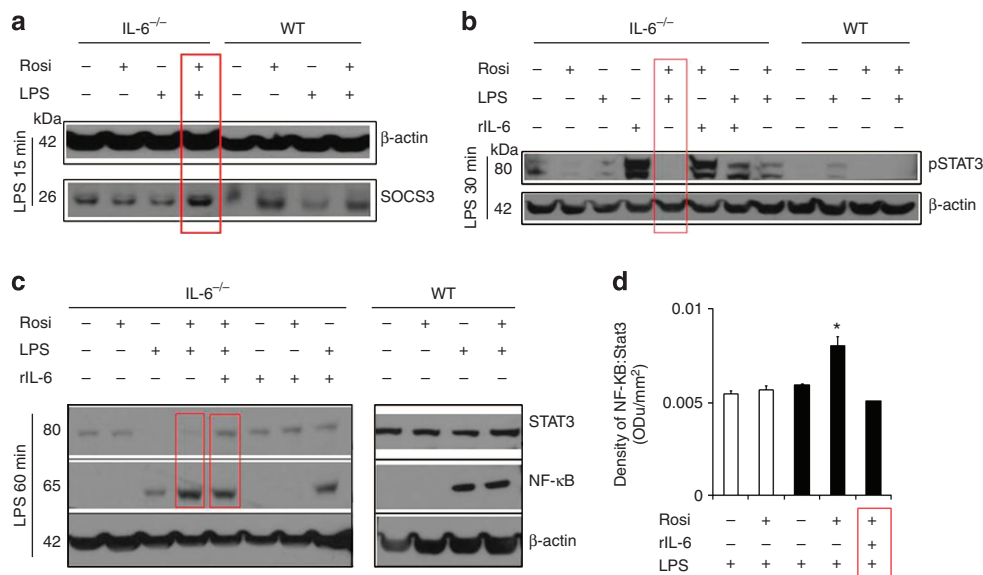 a
IL-6–/– WT
Rosi – + – + – + – +
LPS – – + + – – + +
kDa
LPS 15 min
42 β-actin
26 SOCS3
b
IL-6–/– WT
Rosi – + – + + – + – – + +
LPS – – + – + – + + – + – +
rIL-6 – – – + – + + – – – – –
kDa
LPS 30 min
80 pSTAT3
42 β-actin
c
IL-6–/– WT
Rosi – + – + + – + – – + – +
LPS – – + + + – – + – – + +
rIL-6 – – – – + + + +
LPS 60 min
80 STAT3
65 NF-κB
42 β-actin
d
Density of NF-KB:Stat3
(ODu/mm2)
0.01
*
0.005
0
Rosi – + – + +
rIL-6 – – – – +
LPS + + + + +